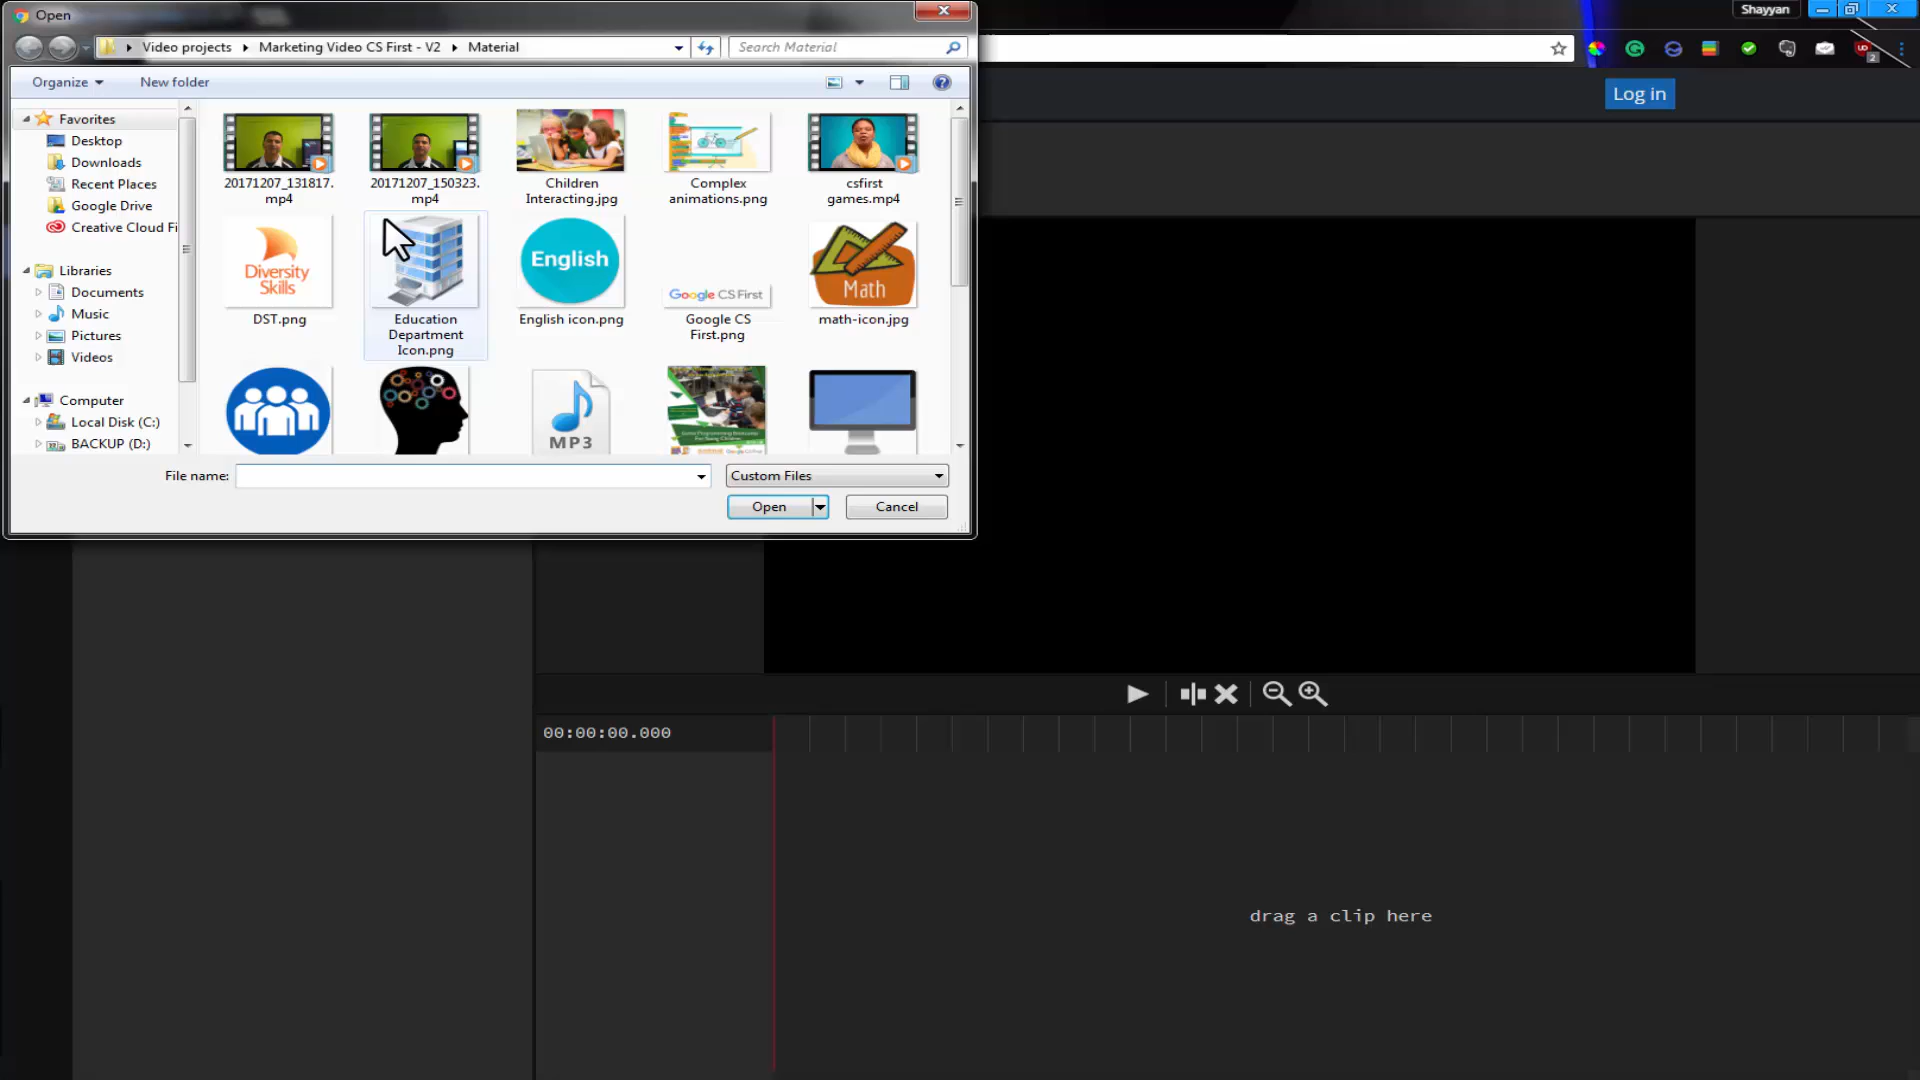 Open
Shayyan
Video projects
Marketing Video CS First - V2
Material
Search Material
2
Organize
New folder
Log in
Favorites
Desktop
Downloads
Recent Places
Google Drive
Creative Cloud Fi
Libraries
Documents
Music
Pictures
Videos
Computer
Local Disk (C:)
BACKUP (D:)
20171207_131817.
mp4
20171207_150323.
mp4
Children
Interacting.jpg
Complex
animations.png
csfirst
games.mp4
Diversity
Skills
DST.png
Education
Department
Icon.png
English
English icon.png
Google CS First
Google CS
First.png
Math
math-icon.jpg
MP3
File name:
Custom Files
Open
Cancel
00:00:00.000
drag a clip here